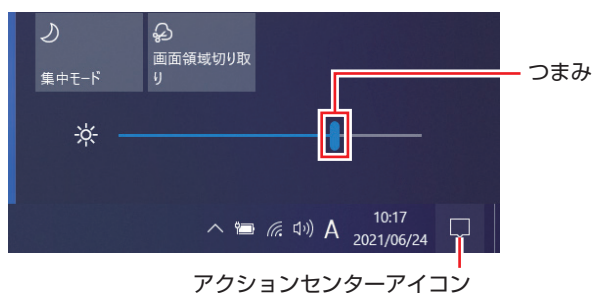 画面領域切り取
り
集中モード
つまみ
A
10:17
2021/06/24
アクションセンターアイコン